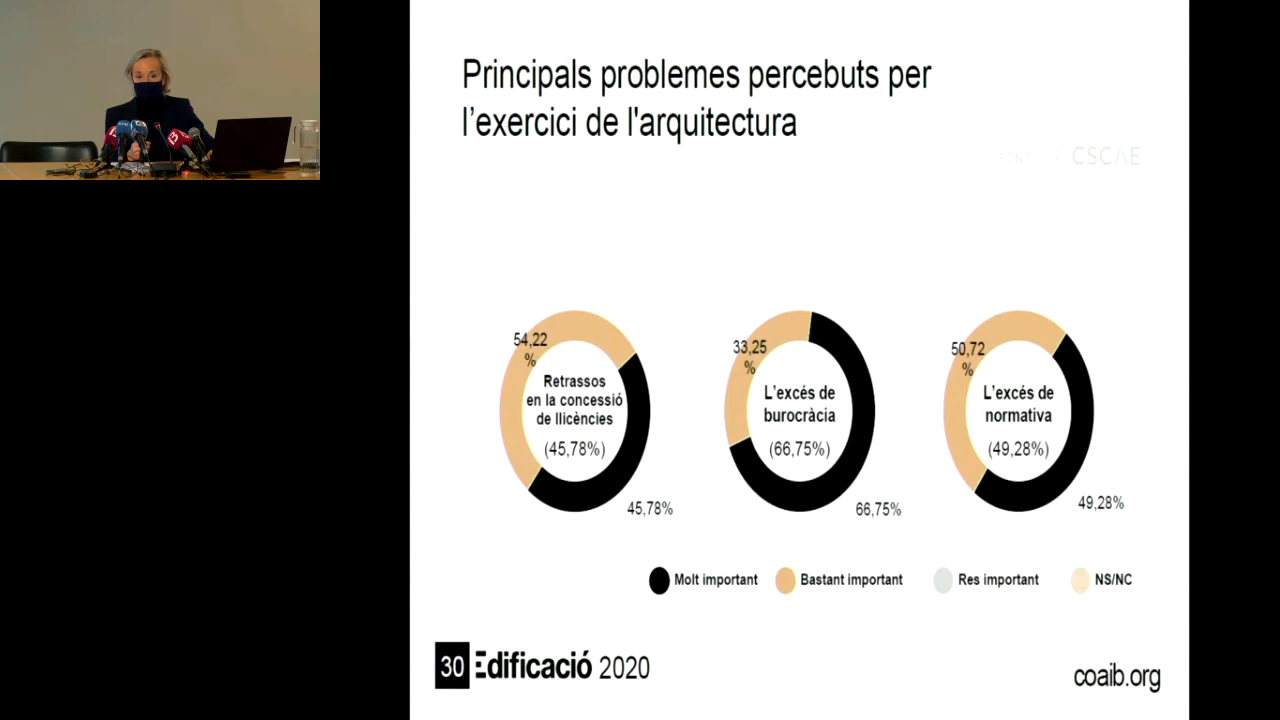 Principals problemes percebuts per
l'exercici de l'arquitectura
CSCAE
54,22
%
Retrassos
en la concessió
de llicències
(45,78%)
45,78%
33,25
%
L'excés de
burocràcia
(66,75%)
66,75%
50,72
%
L'excés de
normativa
(49,28%)
49,28%
Molt important
Bastant important
Res important
NS/NC
30 Edificació 2020
coaib.org